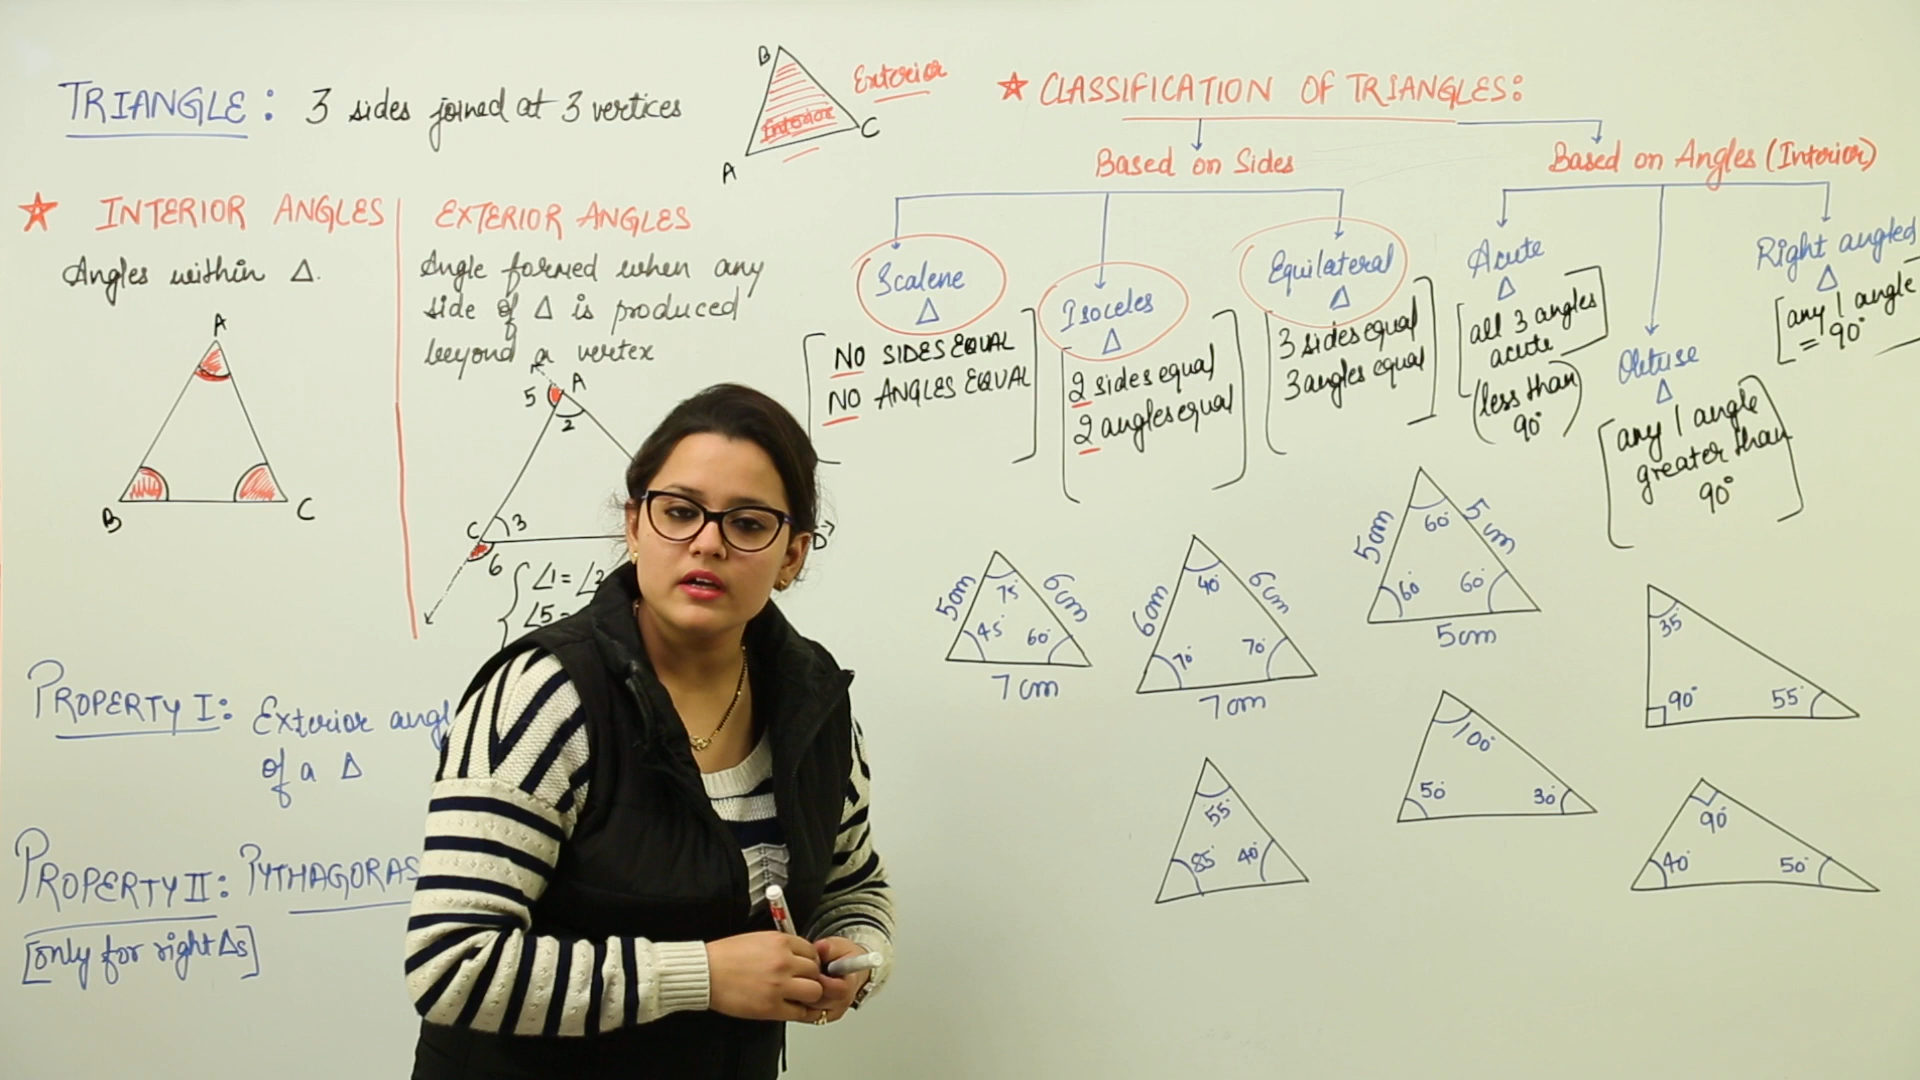 TRIANGLE: 3 sides joined at 3 vertices
B
Interior
Exterior
A
C
INTERIOR ANGLES
Angles within Δ.
A
B
C
EXTERIOR ANGLES
Angle formed when any
side of Δ is produced
beyond a vertex
5
A
2
C
3
6
D
∠1=∠2
∠5=
PROPERTY I: Exterior angl
of a Δ
PROPERTY II: PYTHAGORAS
[only for right Δs]
CLASSIFICATION OF TRIANGLES:
Based on Sides
Scalene
Δ
NO SIDES EQUAL
NO ANGLES EQUAL
Isoceles
Δ
2 sides equal
2 angles equal
Equilateral
Δ
3 sides equal
3 angles equal
Based on Angles (Interior)
Acute
Δ
all 3 angles
acute
(less than
90°)
Obtuse
Δ
any 1 angle
greater than
90°
Right angled
Δ
any 1 angle
= 90°
5cm
75°
6cm
45°
60°
7cm
6cm
40°
6cm
70°
70°
7cm
5cm
60°
5cm
60°
60°
5cm
35°
90°
55°
55°
85°
40°
100°
50°
30°
90°
40°
50°